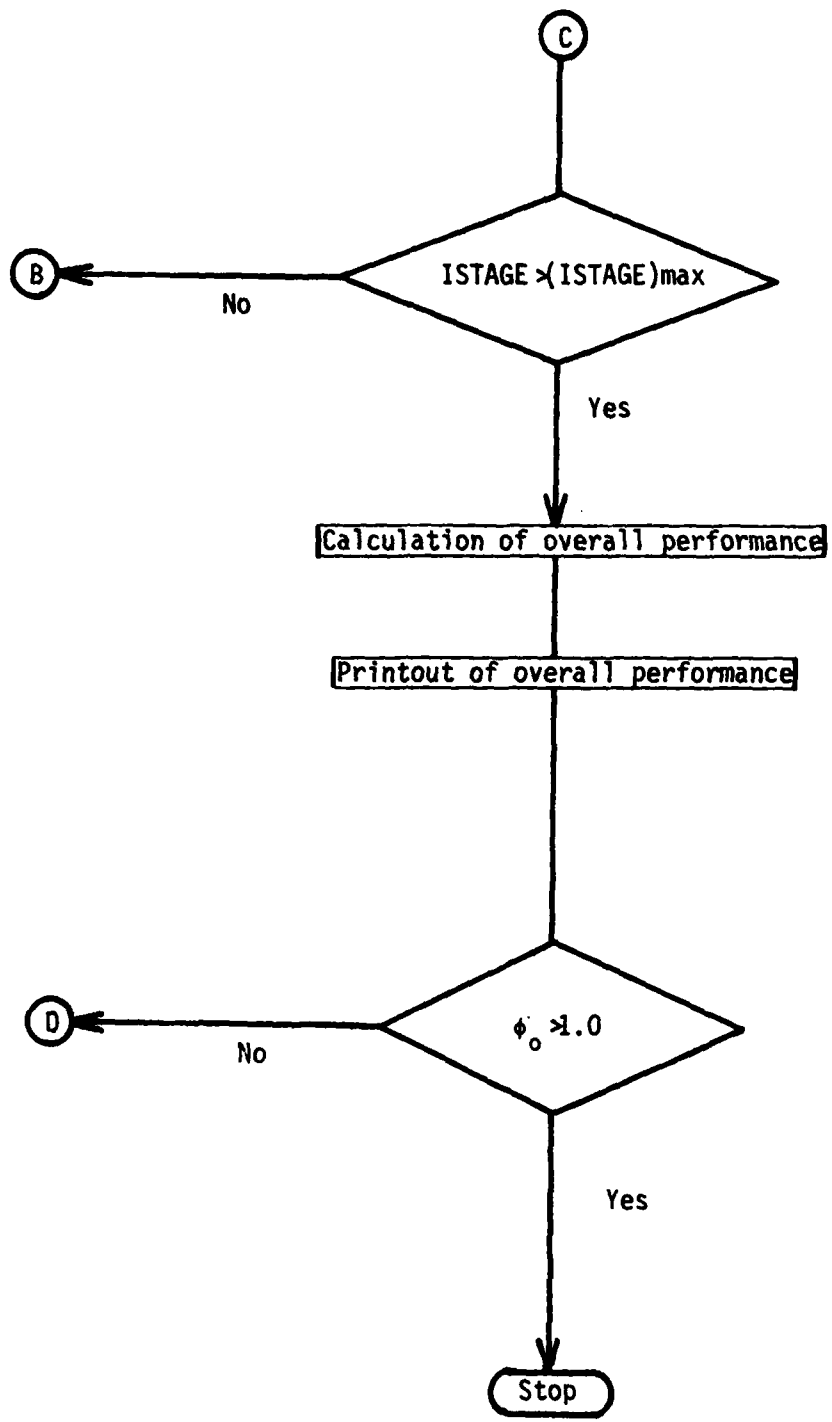 C
ISTAGE >(ISTAGE)max
B
No
Yes
Calculation of overall performance
Printout of overall performance
ϕo >1.0
D
No
Yes
Stop